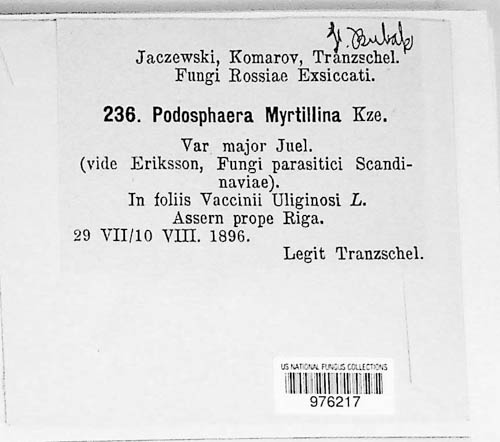 F. Bubak
Jaczewski, Komarov, Tranzschel.
Fungi Rossiae Exsiccati.
236. Podosphaera Myrtillina Kze.
Var major Juel.
(vide Eriksson, Fungi parasitici Scandi-
naviae).
In foliis Vaccinii Uliginosi L.
Assern prope Riga.
29 VII/10 VIII. 1896.
Legit Tranzschel.
US NATIONAL FUNGUS COLLECTIONS
976217